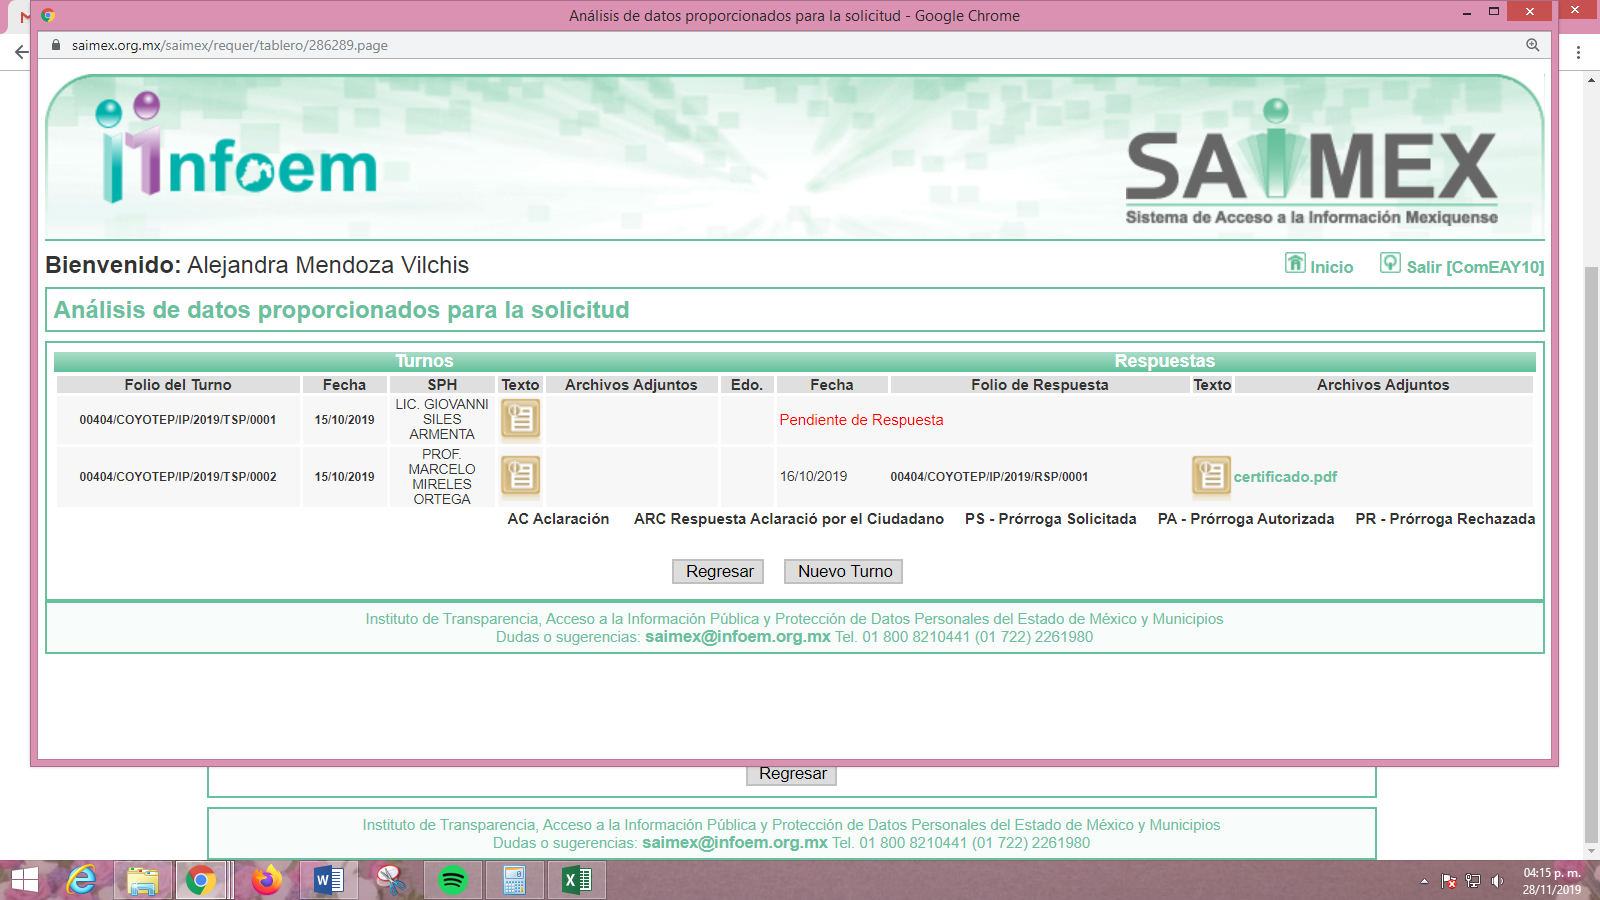 Análisis de datos proporcionados para la solicitud - Google Chrome
saimex.org.mx/saimex/requer/tablero/286289.page
infoem
SAIMEX
Sistema de Acceso a la Información Mexiquense
Bienvenido: Alejandra Mendoza Vilchis
Inicio Salir [ComEAY10]
Análisis de datos proporcionados para la solicitud
Turnos Respuestas
Folio del Turno Fecha SPH Texto Archivos Adjuntos Edo. Fecha Folio de Respuesta Texto Archivos Adjuntos
00404/COYOTEP/IP/2019/TSP/0001 15/10/2019 LIC. GIOVANNI SILES ARMENTA Pendiente de Respuesta
00404/COYOTEP/IP/2019/TSP/0002 15/10/2019 PROF. MARCELO MIRELES ORTEGA 16/10/2019 00404/COYOTEP/IP/2019/RSP/0001 certificado.pdf
AC Aclaración ARC Respuesta Aclaració por el Ciudadano PS - Prórroga Solicitada PA - Prórroga Autorizada PR - Prórroga Rechazada
Regresar Nuevo Turno
Instituto de Transparencia, Acceso a la Información Pública y Protección de Datos Personales del Estado de México y Municipios
Dudas o sugerencias: saimex@infoem.org.mx Tel. 01 800 8210441 (01 722) 2261980
Regresar
Instituto de Transparencia, Acceso a la Información Pública y Protección de Datos Personales del Estado de México y Municipios
Dudas o sugerencias: saimex@infoem.org.mx Tel. 01 800 8210441 (01 722) 2261980
04:15 p. m.
28/11/2019